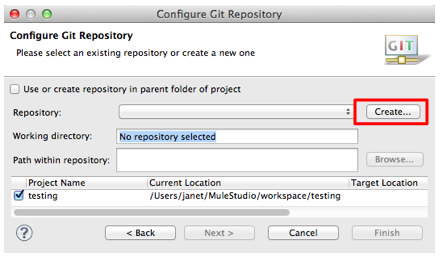 Configure Git Repository
Configure Git Repository
Please select an existing repository or create a new one
GIT
Use or create repository in parent folder of project
Repository: Create...
Working directory: No repository selected
Path within repository: Browse...
Project Name Current Location Target Location
testing /Users/janet/MuleStudio/workspace/testing
? < Back Next > Cancel Finish